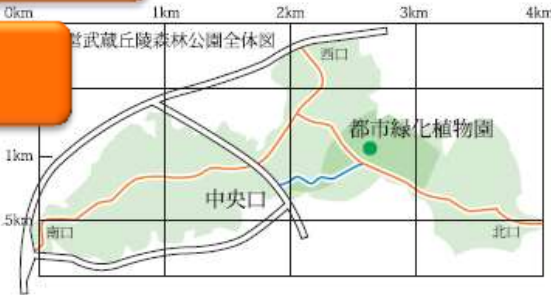 0km 1km 2km 3km 4km
営武蔵丘陵森林公園全体図
西口
都市緑化植物園
1km
中央口
.5km
南口
北口